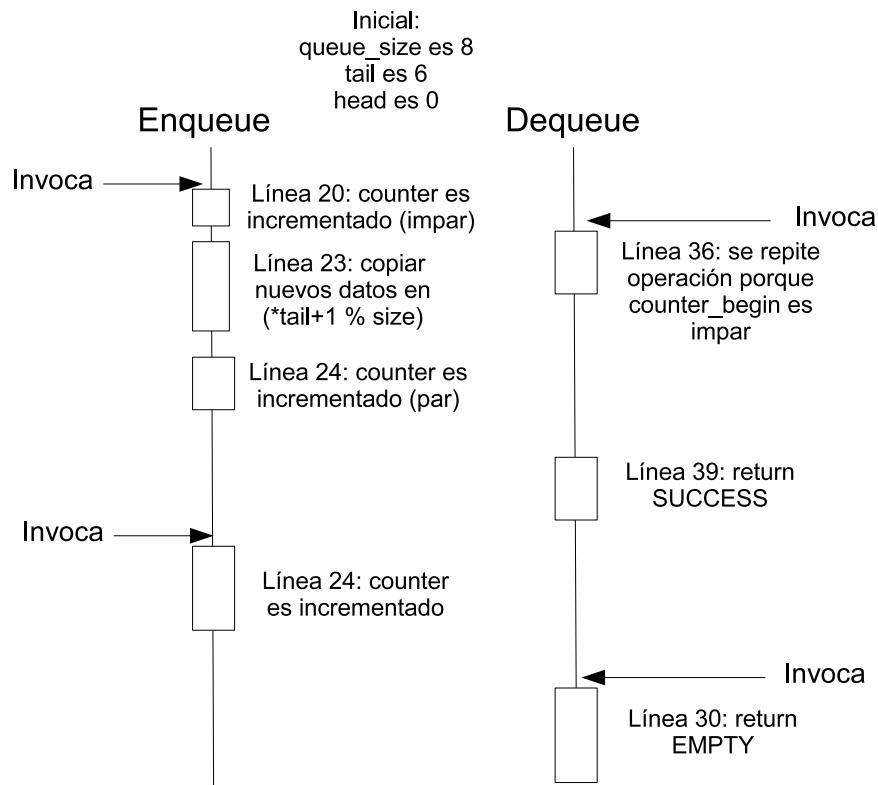 Inicial:
queue_size es 8
tail es 6
head es 0
Enqueue
Dequeue
Invoca
Línea 20: counter es
incrementado (impar)
Invoca
Línea 23: copiar
nuevos datos en
(*tail+1 % size)
Línea 36: se repite
operación porque
counter_begin es
impar
Línea 24: counter es
incrementado (par)
Línea 39: return
SUCCESS
Invoca
Línea 24: counter
es incrementado
Invoca
Línea 30: return
EMPTY